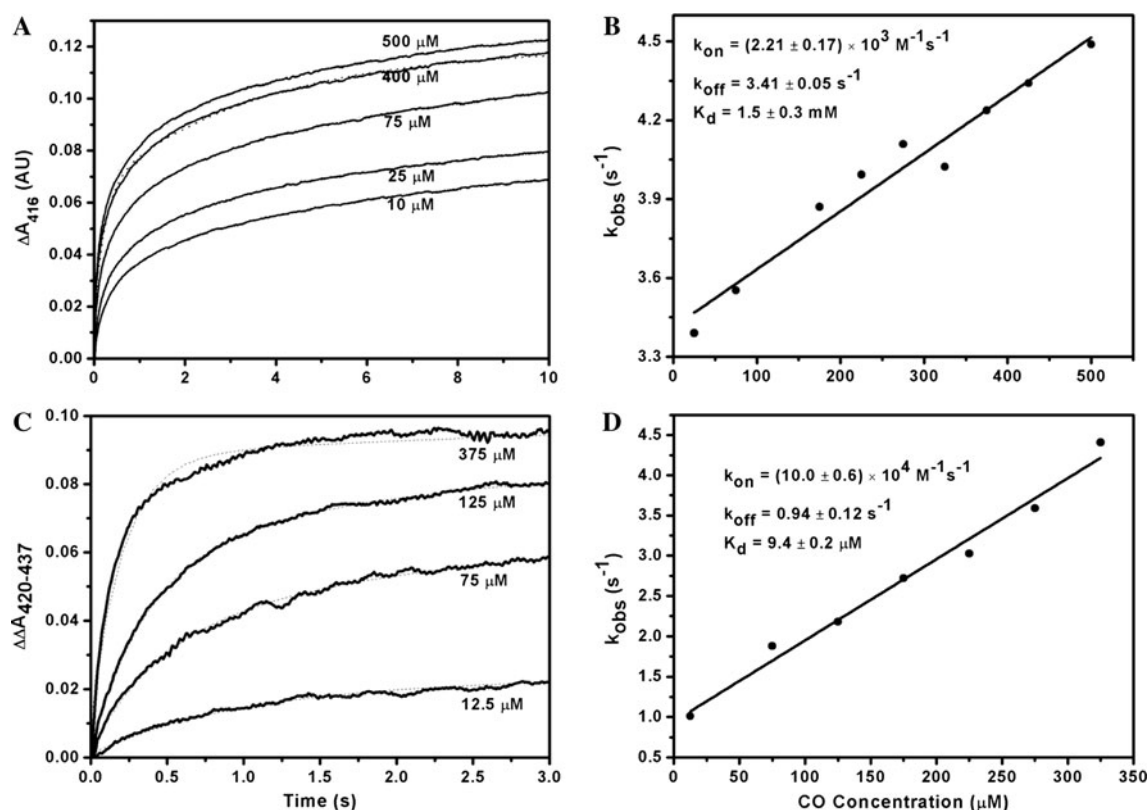 A
ΔA416 (AU)
0.12
0.10
0.08
0.06
0.04
0.02
0.00
500 μM
400 μM
75 μM
25 μM
10 μM
0 2 4 6 8 10
B
kobs (s-1)
4.5
4.2
3.9
3.6
3.3
kon = (2.21 ± 0.17) × 10^3 M-1s-1
koff = 3.41 ± 0.05 s-1
Kd = 1.5 ± 0.3 mM
0 100 200 300 400 500
C
ΔΔA420-437
0.10
0.08
0.06
0.04
0.02
0.00
375 μM
125 μM
75 μM
12.5 μM
0.0 0.5 1.0 1.5 2.0 2.5 3.0
Time (s)
D
kobs (s-1)
4.5
4.0
3.5
3.0
2.5
2.0
1.5
1.0
0.5
kon = (10.0 ± 0.6) × 10^4 M-1s-1
koff = 0.94 ± 0.12 s-1
Kd = 9.4 ± 0.2 μM
0 50 100 150 200 250 300 350
CO Concentration (μM)